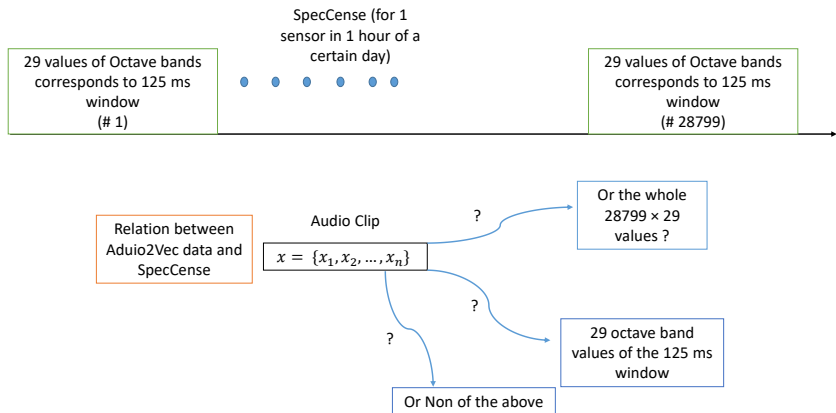 SpecCense (for 1
sensor in 1 hour of a
certain day)
29 values of Octave bands
corresponds to 125 ms
window
(# 1)
29 values of Octave bands
corresponds to 125 ms
window
(# 28799)
Relation between
Aduio2Vec data and
SpecCense
Audio Clip
x = {x₁, x₂, … , xₙ}
?
Or the whole
28799 × 29
values ?
?
29 octave band
values of the 125 ms
window
?
Or Non of the above